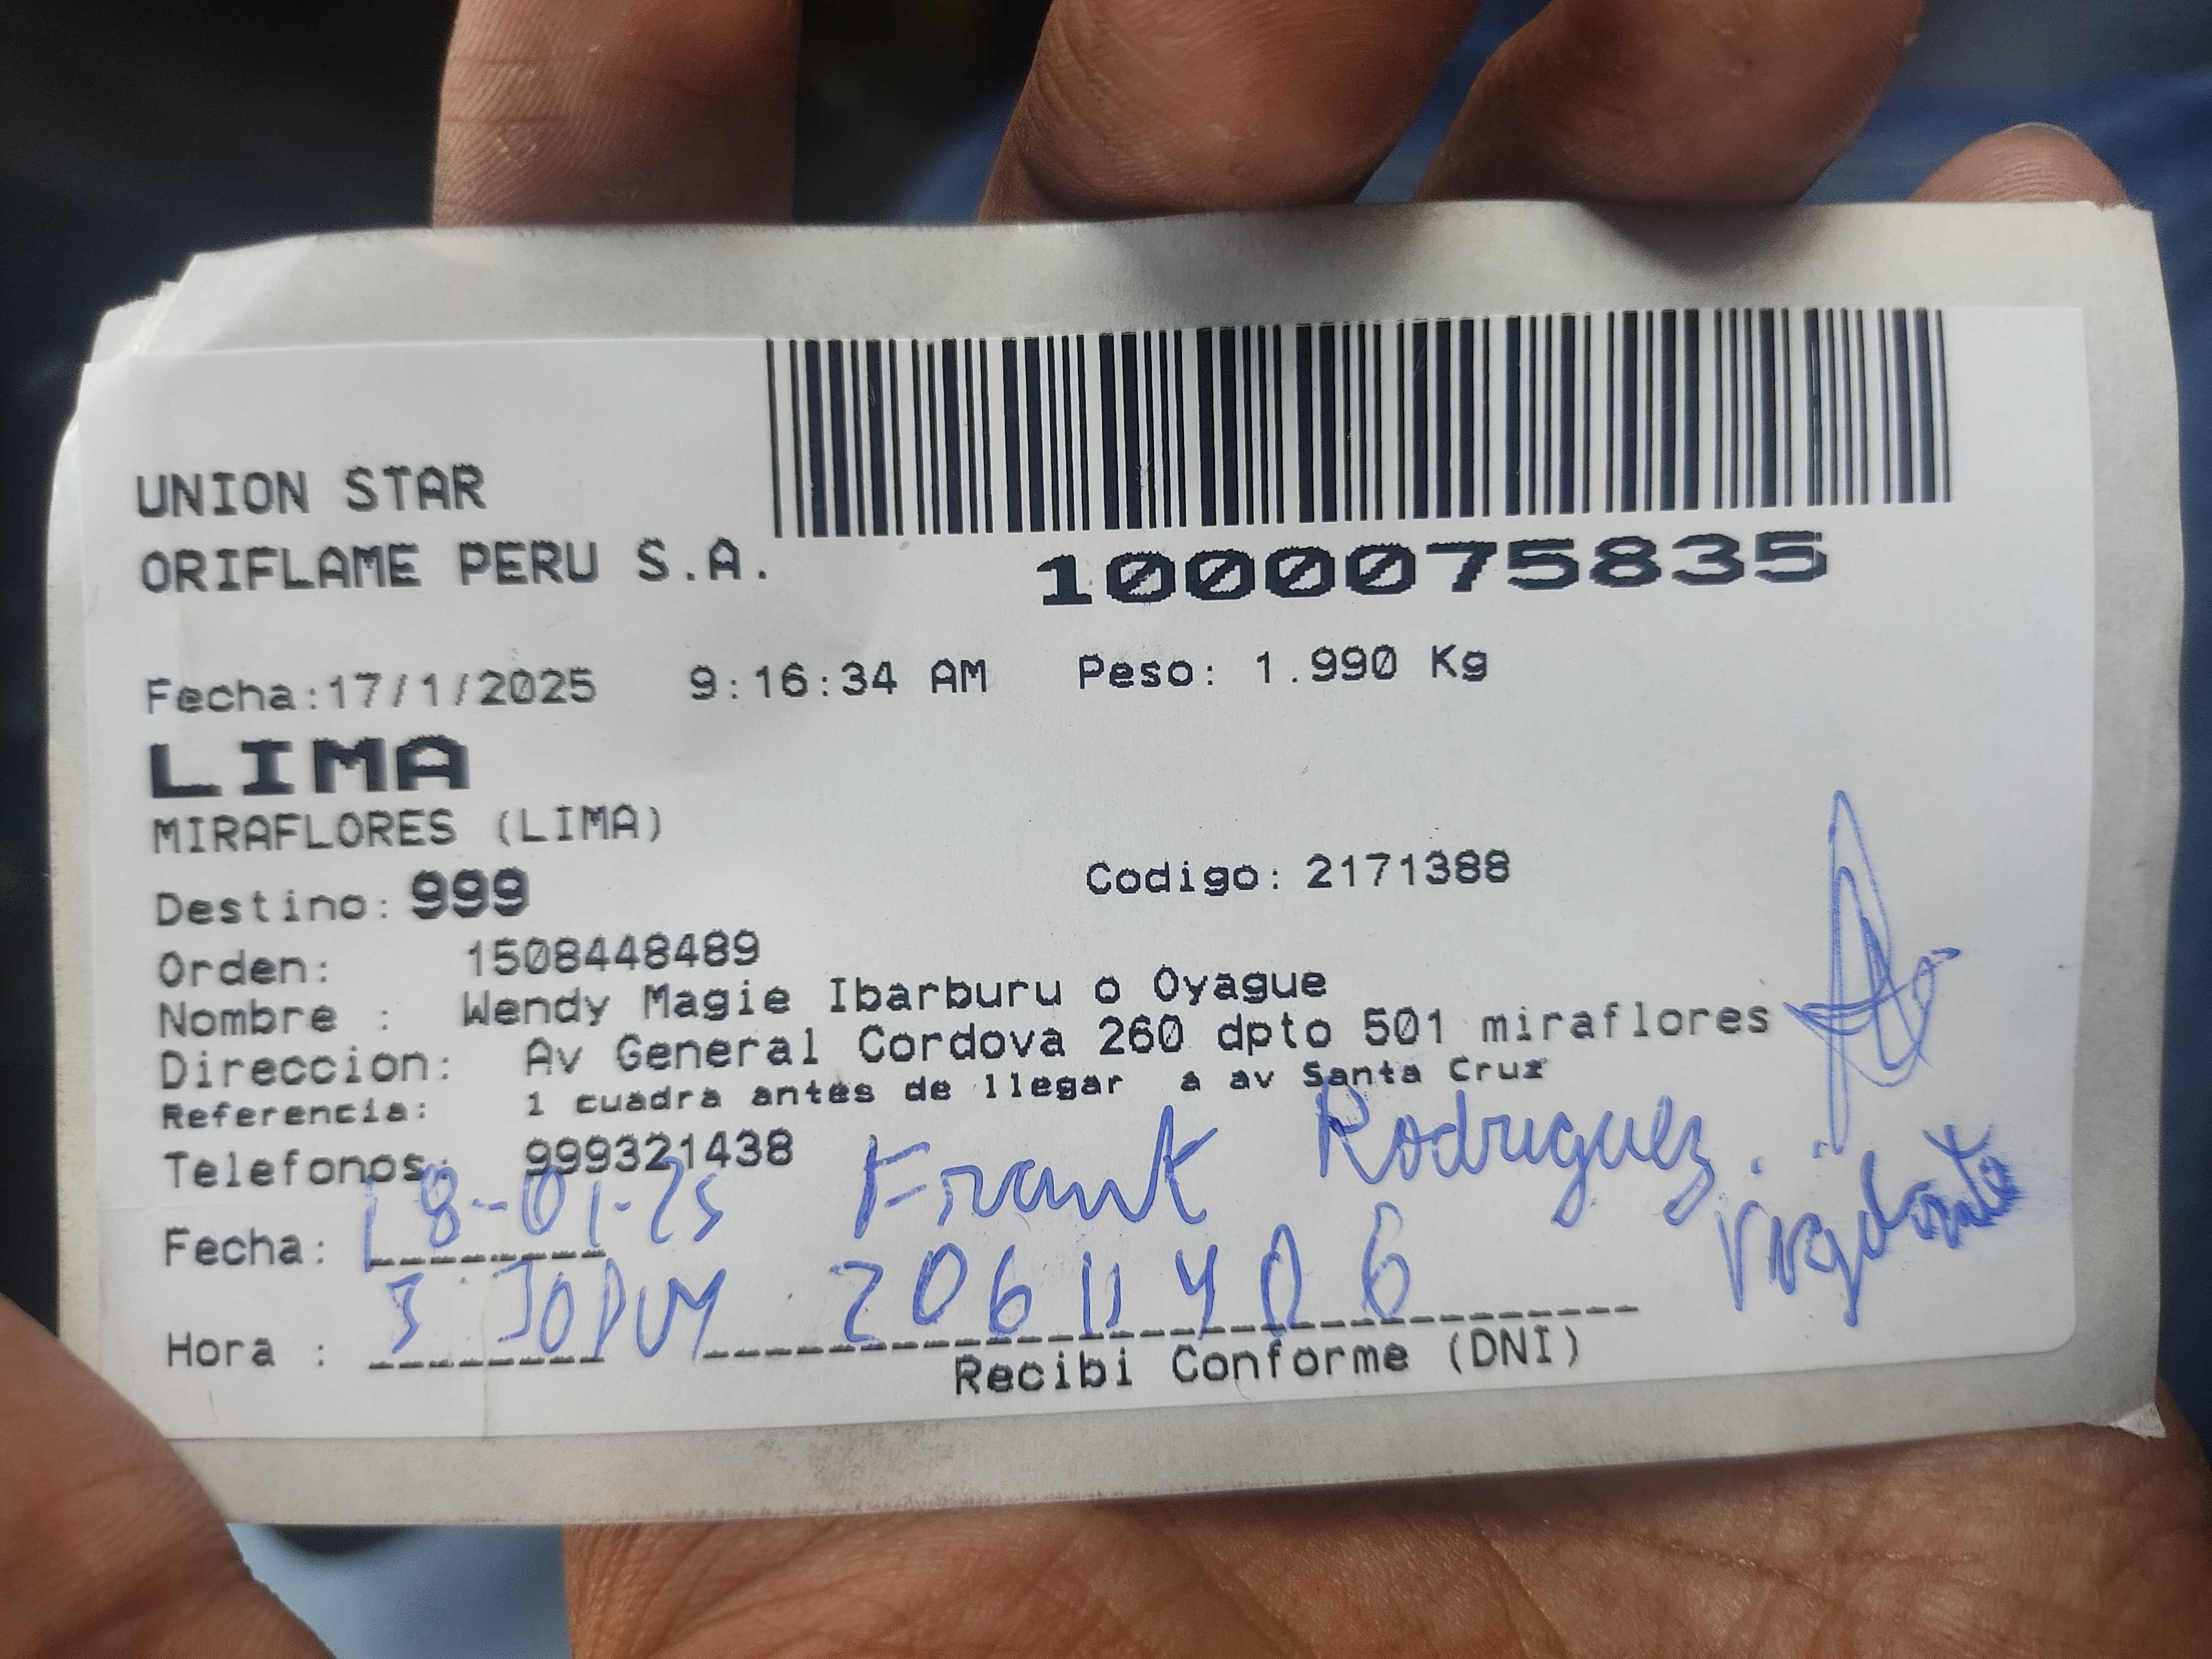 UNION STAR
ORIFLAME PERU S.A.
1000075835
Fecha:17/1/2025 9:16:34 AM Peso: 1.990 Kg
LIMA
MIRAFLORES (LIMA)
Destino: 999 Codigo: 2171388
Orden: 1508448489
Nombre : Wendy Magie Ibarburu o Oyague
Direccion: Av General Cordova 260 dpto 501 miraflores
Referencia: 1 cuadra antes de llegar a av Santa Cruz
Telefonos: 999321438
Frank Rodriguez.
Fecha: 18-01-25
Vigilante
Hora : 3
Recibi Conforme (DNI)